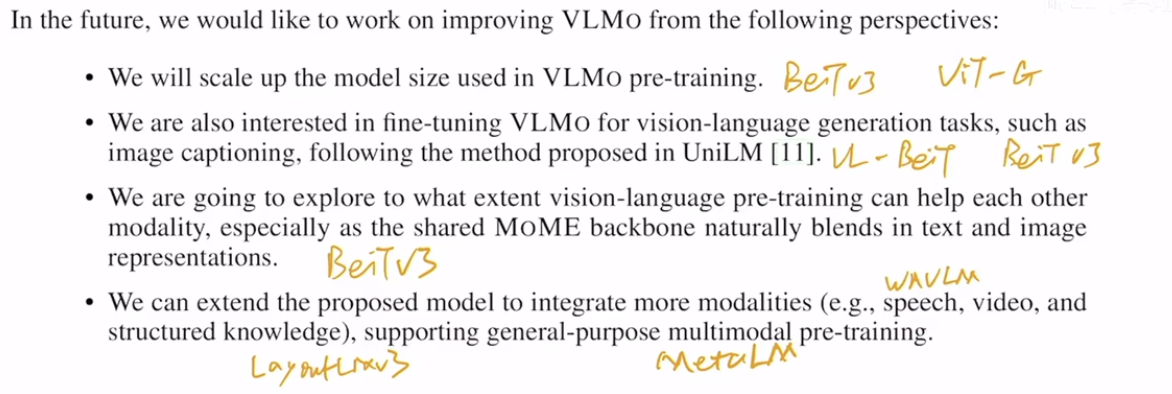 In the future, we would like to work on improving VLMO from the following perspectives:
• We will scale up the model size used in VLMO pre-training. BeiTv3 ViT-G
• We are also interested in fine-tuning VLMO for vision-language generation tasks, such as
image captioning, following the method proposed in UniLM [11]. VL-BeiT BeiT v3
• We are going to explore to what extent vision-language pre-training can help each other
modality, especially as the shared MOME backbone naturally blends in text and image
representations. BeiTv3
WAVLM
• We can extend the proposed model to integrate more modalities (e.g., speech, video, and
structured knowledge), supporting general-purpose multimodal pre-training.
LayoutLMv3 MetaLM